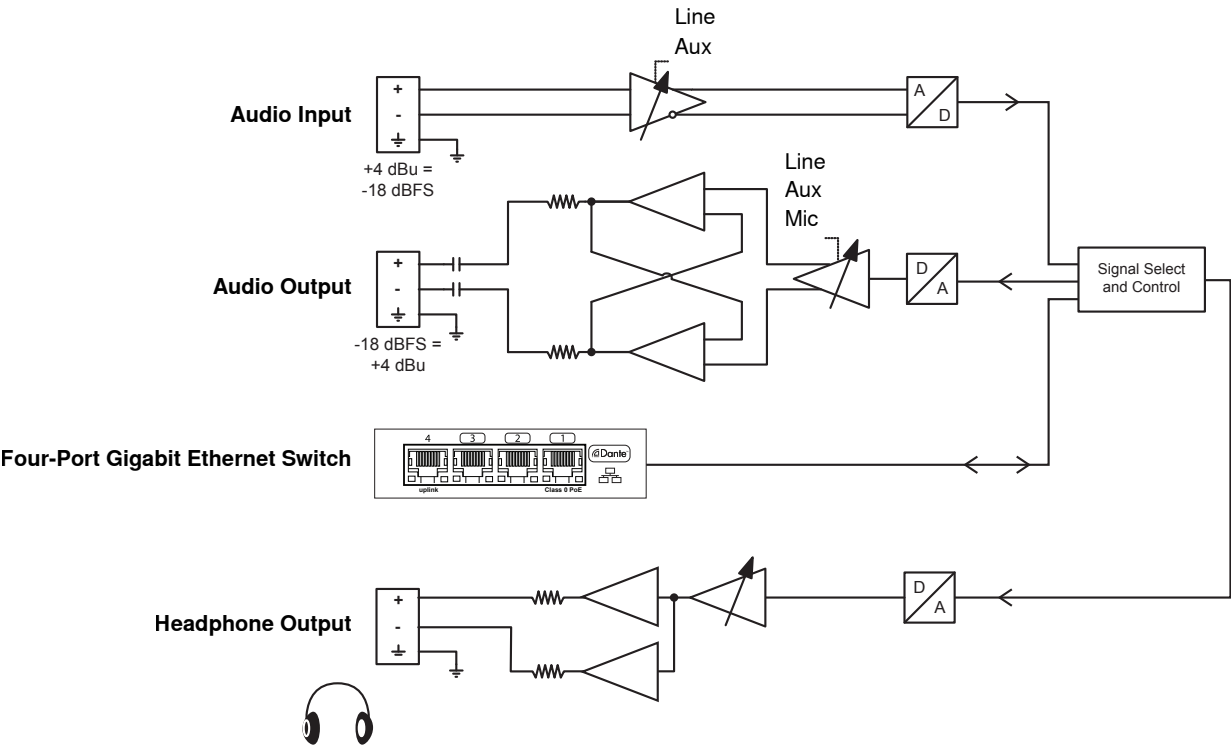 Line
Aux
Audio Input
+
-
A
D
+4 dBu =
-18 dBFS
Line
Aux
Mic
Audio Output
+
-
D
A
Signal Select
and Control
-18 dBFS =
+4 dBu
4
3
2
1
Dante
Four-Port Gigabit Ethernet Switch
uplink
Class 0 PoE
Headphone Output
+
-
D
A